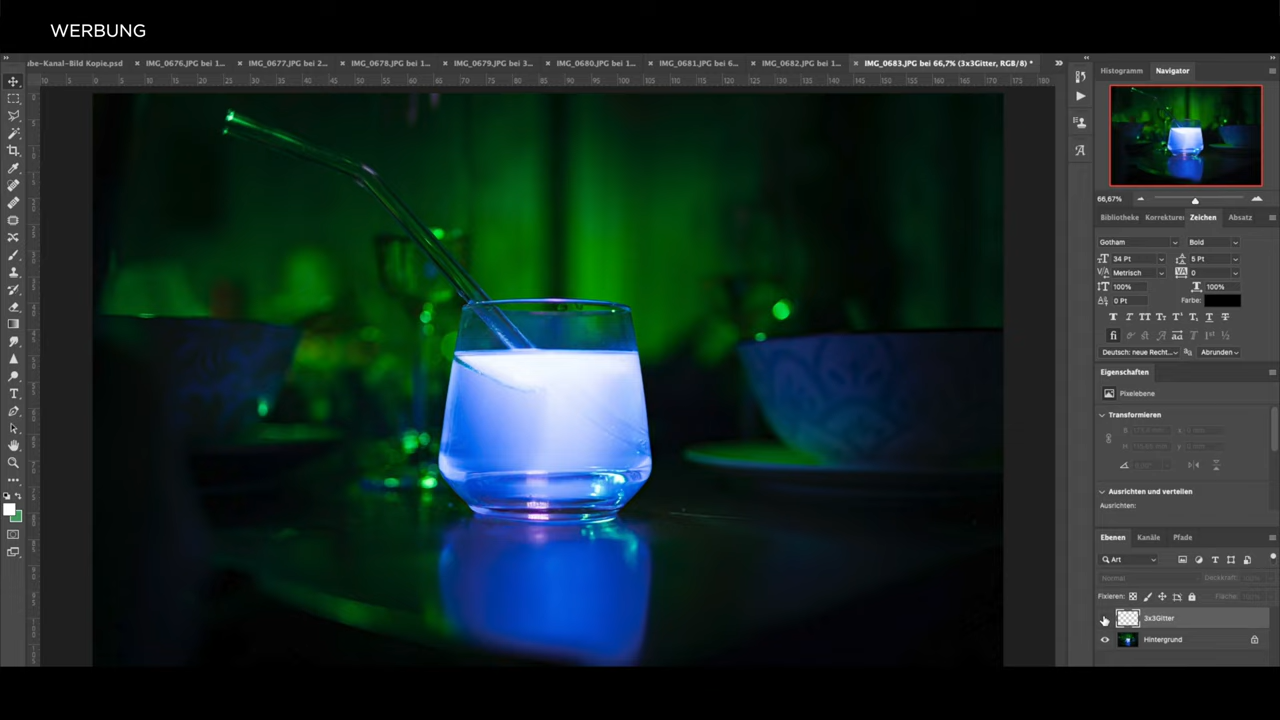 WERBUNG
be-Kanal-Bild Kopie.psd
IMG_0676.JPG bei 1...
IMG_0677.JPG bei 2...
IMG_0678.JPG bei 1...
IMG_0679.JPG bei 3...
IMG_0680.JPG bei 1...
IMG_0681.JPG bei 6...
IMG_0682.JPG bei 1...
IMG_0683.JPG bei 66,7% (3x3Gitter, RGB/8) *
Histogramm Navigator
66,67%
Bibliotheke Korrekture Zeichen Absatz
Gotham Bold
34 Pt 5 Pt
Metrisch 0
100% 100%
0 Pt Farbe:
Deutsch: neue Recht... Abrunden
Eigenschaften
Pixelebene
Transformieren
Ausrichten und verteilen
Ausrichten:
Ebenen Kanäle Pfade
Art
Normal Deckkraft:
Fixieren: Fläche:
3x3Gitter
Hintergrund